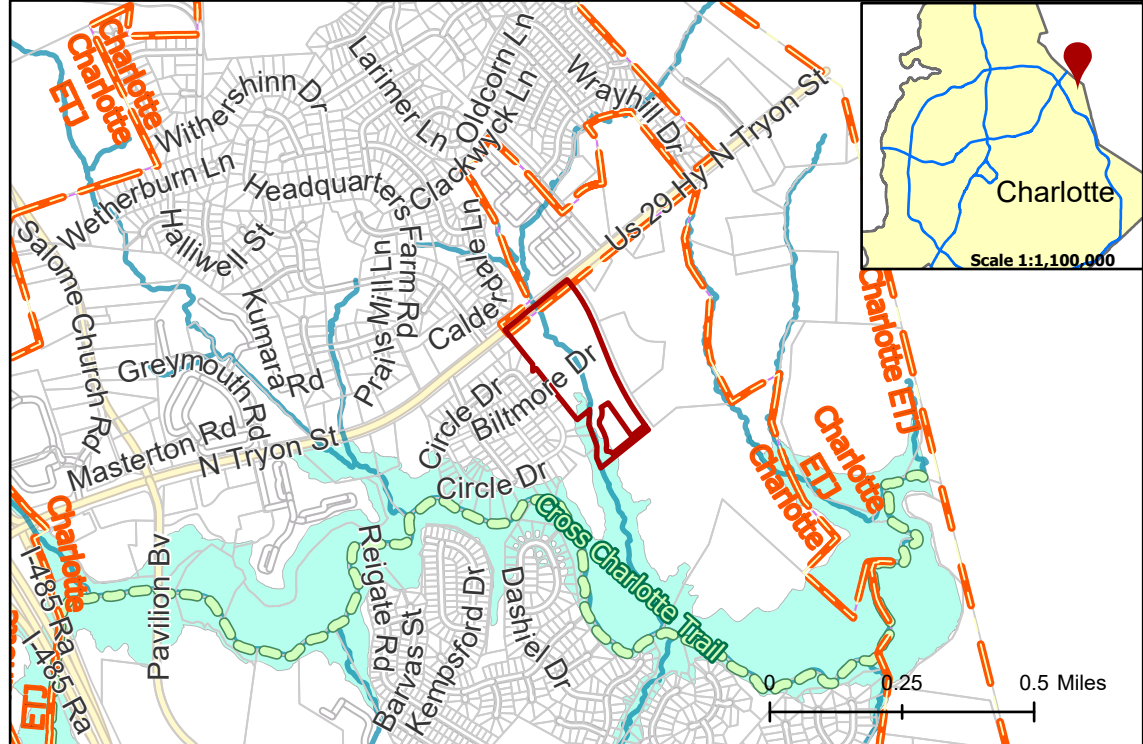 Charlotte
Charlotte
ETJ
Withershinn Dr
Larimer Ln
Oldcorn Ln
Clackwyck Ln
Wrayhill Dr
N Tryon St
Us 29 Hy
Wetherburn Ln
Headquarters Farm Rd
Halliwell St
Salome Church Rd
Kumara Rd
Praisl Mill Ln
Calderdarel Ln
Greymouth Rd
Masterton Rd
N Tryon St
Circle Dr
Biltmore Dr
Circle Dr
Cross Charlotte Trail
Charlotte
I-485 Ra
I-485 Ra
ETJ
Pavilion Bv
Reigate Rd
Barvas St
Kempsford Dr
Dashiel Dr
Charlotte ETJ
Charlotte
ETJ
Charlotte
Charlotte
Scale 1:1,100,000
0 0.25 0.5 Miles